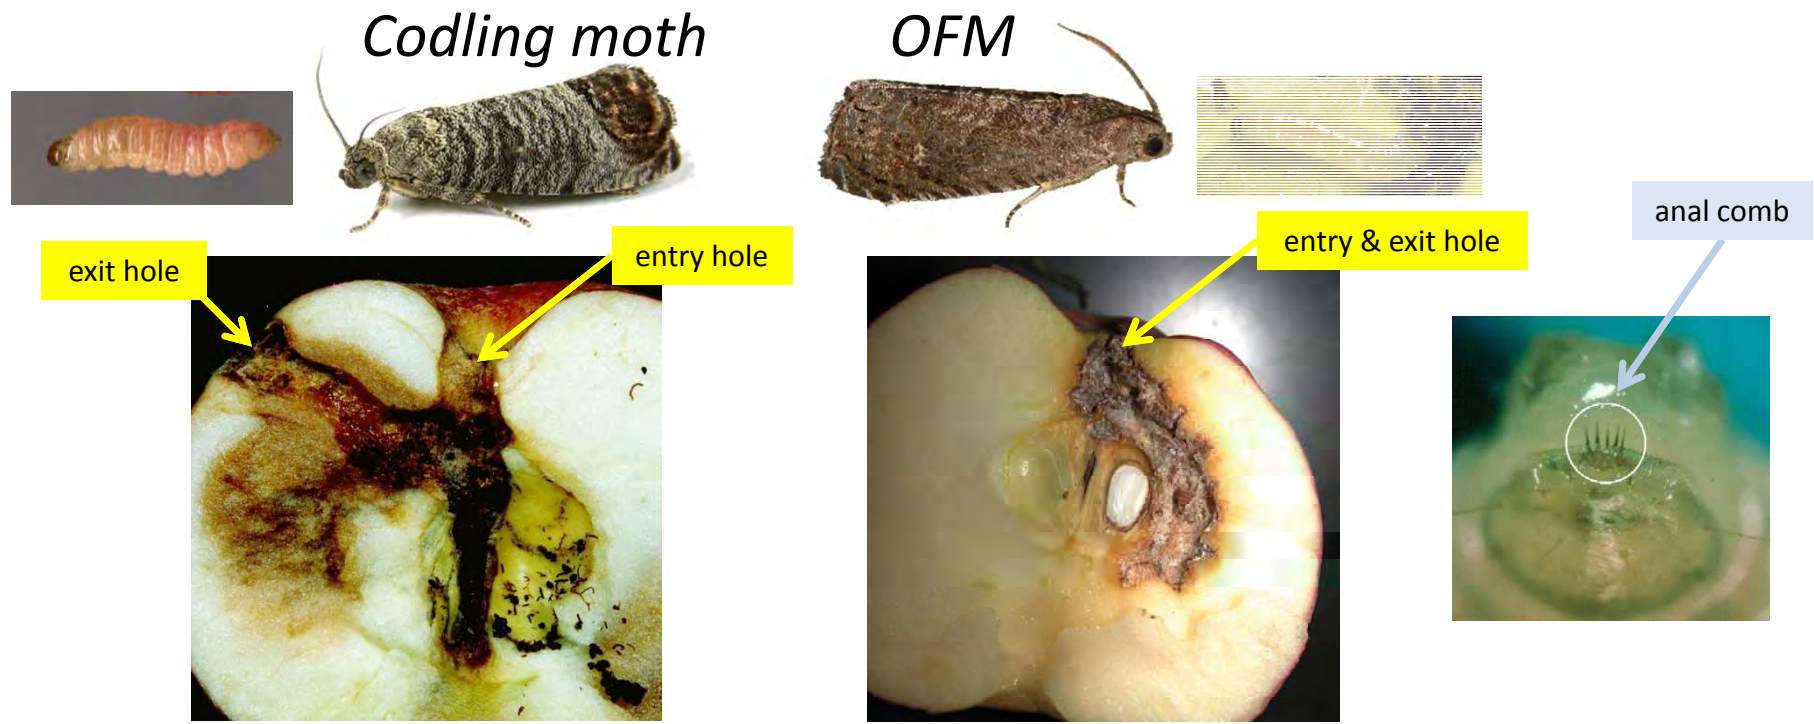 Codling moth
OFM
anal comb
entry & exit hole
entry hole
exit hole